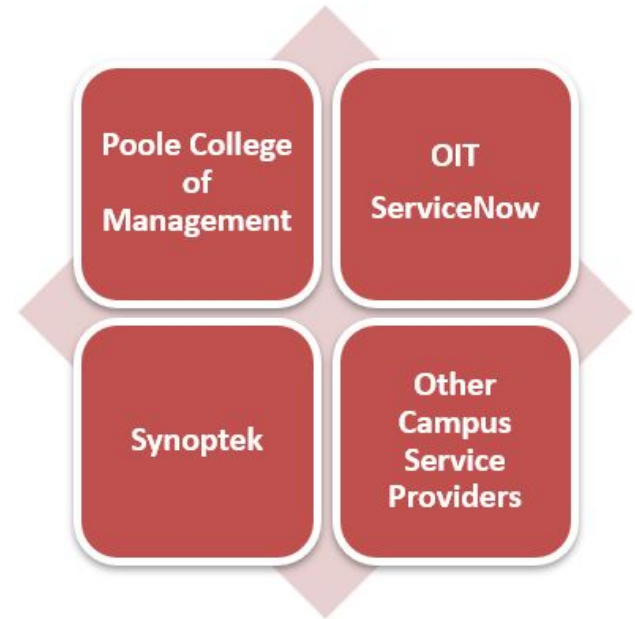 Poole College
of
Management
OIT
ServiceNow
Synoptek
Other
Campus
Service
Providers